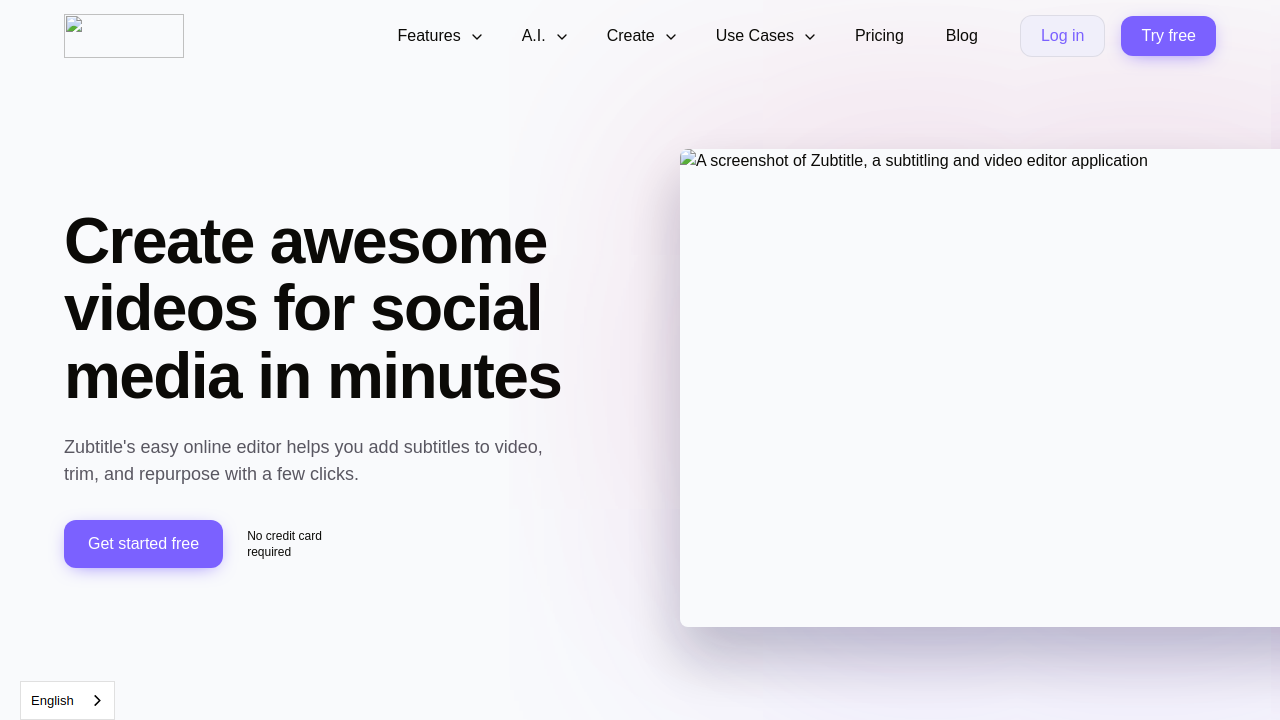 Features
A.I.
Create
Use Cases
Pricing
Blog
Log in
Try free
A screenshot of Zubtitle, a subtitling and video editor application
Create awesome
videos for social
media in minutes
Zubtitle's easy online editor helps you add subtitles to video,
trim, and repurpose with a few clicks.
Get started free
No credit card
required
English